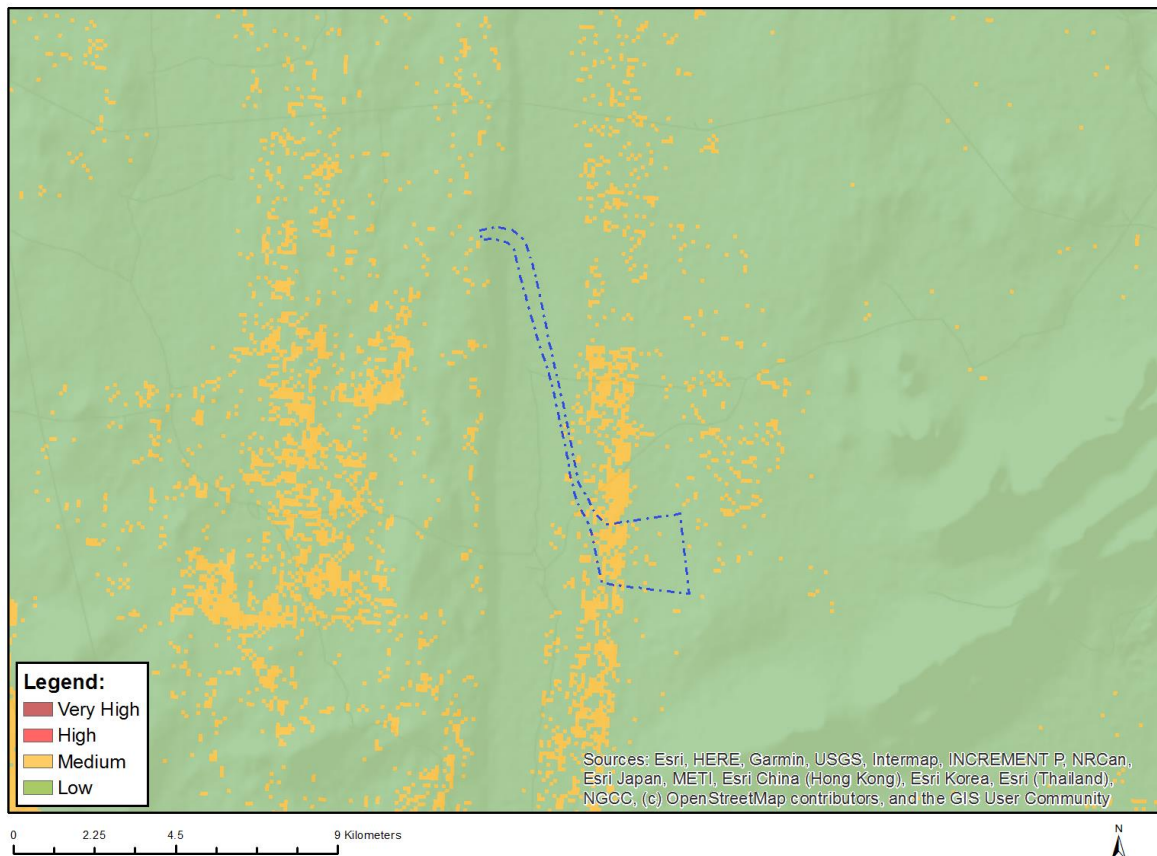 Legend:
Very High
High
Medium
Low
Sources: Esri, HERE, Garmin, USGS, Intermap, INCREMENT P, NRCan,
Esri Japan, METI, Esri China (Hong Kong), Esri Korea, Esri (Thailand),
NGCC, (c) OpenStreetMap contributors, and the GIS User Community
0 2.25 4.5 9 Kilometers
N